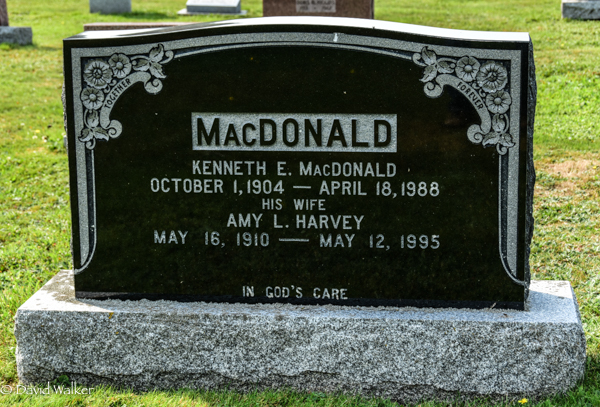 TOGETHER
FOREVER
MACDONALD
KENNETH E. MACDONALD
OCTOBER 1, 1904 — APRIL 18, 1988
HIS WIFE
AMY L. HARVEY
MAY 16, 1910 — MAY 12, 1995
IN GOD'S CARE
© David Walker